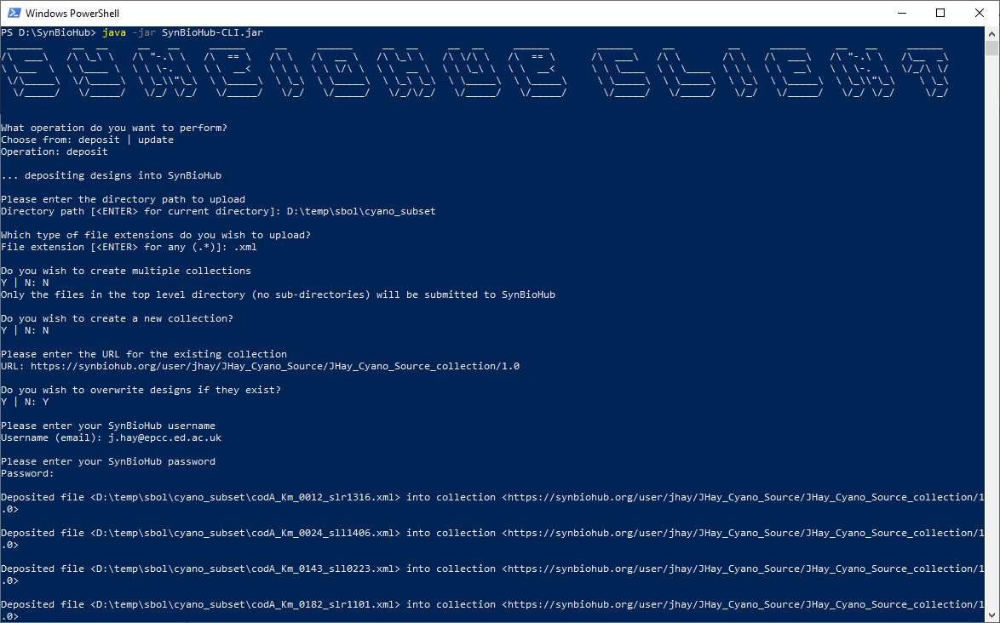 Windows PowerShell
PS D:\SynBioHub> java -jar SynBioHub-CLI.jar
SYNBIOHUB CLIENT
What operation do you want to perform?
Choose from: deposit | update
Operation: deposit
... depositing designs into SynBioHub
Please enter the directory path to upload
Directory path [<ENTER> for current directory]: D:\temp\sbol\cyano_subset
Which type of file extensions do you wish to upload?
File extension [<ENTER> for any (.*)]: .xml
Do you wish to create multiple collections
Y | N: N
Only the files in the top level directory (no sub-directories) will be submitted to SynBioHub
Do you wish to create a new collection?
Y | N: N
Please enter the URL for the existing collection
URL: https://synbiohub.org/user/jhay/JHay_Cyano_Source/JHay_Cyano_Source_collection/1.0
Do you wish to overwrite designs if they exist?
Y | N: Y
Please enter your SynBioHub username
Username (email): j.hay@epcc.ed.ac.uk
Please enter your SynBioHub password
Password:
Deposited file <D:\temp\sbol\cyano_subset\codA_Km_0012_slr1316.xml> into collection <https://synbiohub.org/user/jhay/JHay_Cyano_Source/JHay_Cyano_Source_collection/1
.0>
Deposited file <D:\temp\sbol\cyano_subset\codA_Km_0024_sll1406.xml> into collection <https://synbiohub.org/user/jhay/JHay_Cyano_Source/JHay_Cyano_Source_collection/1
.0>
Deposited file <D:\temp\sbol\cyano_subset\codA_Km_0143_sll0223.xml> into collection <https://synbiohub.org/user/jhay/JHay_Cyano_Source/JHay_Cyano_Source_collection/1
.0>
Deposited file <D:\temp\sbol\cyano_subset\codA_Km_0182_slr1101.xml> into collection <https://synbiohub.org/user/jhay/JHay_Cyano_Source/JHay_Cyano_Source_collection/1
.0>